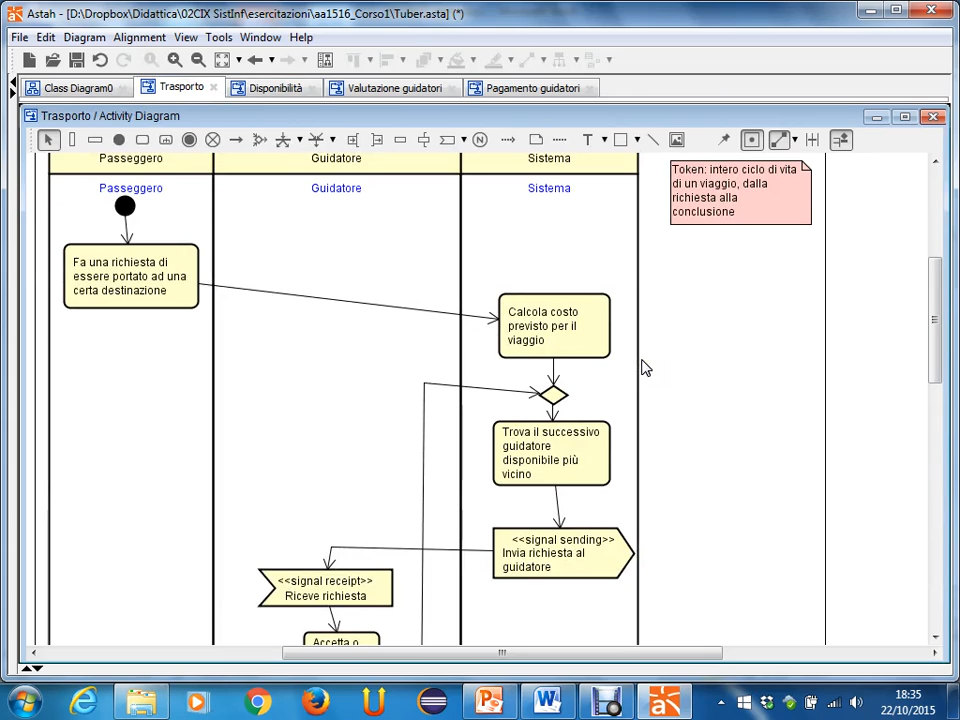 Astah - [D:\Dropbox\Didattica\02CIX SistInf\esercitazioni\aa1516_Corso1\Tuber.asta] (*)
File Edit Diagram Alignment View Tools Window Help
Class Diagram0 Trasporto Disponibilità Valutazione guidatori Pagamento guidatori
Trasporto / Activity Diagram
N T
Passeggero Guidatore Sistema
Passeggero Guidatore Sistema
Token: intero ciclo di vita
di un viaggio, dalla
richiesta alla
conclusione
Fa una richiesta di
essere portato ad una
certa destinazione
Calcola costo
previsto per il
viaggio
Trova il successivo
guidatore
disponibile più
vicino
<<signal sending>>
Invia richiesta al
guidatore
<<signal receipt>>
Riceve richiesta
Accetta o
18:35
22/10/2015